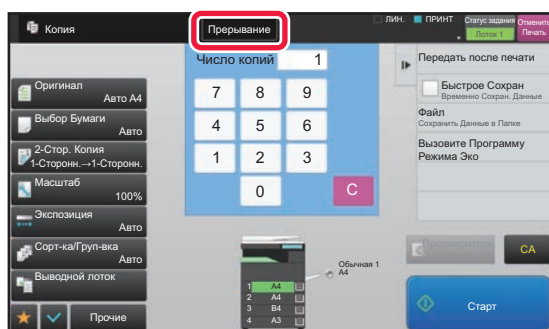 Копия
Прерывание
ЛИН.
ПРИНТ
Статус задания
Лоток 1
Отменить
Печать
Число копий
1
Передать после печати
Оригинал
Авто A4
7
8
9
Быстрое Сохран
Временно Сохран. Данные
Выбор Бумаги
Авто
4
5
6
Файл
Сохранить Данные в Папке
2-Стор. Копия
1-Сторонн.→1-Сторонн.
1
2
3
Вызовите Программу
Режима Эко
Масштаб
100%
0
C
Экспозиция
Авто
Сорт-ка/Груп-вка
Авто
Обычная 1
A4
CA
Выводной лоток
1 A4
2 A4
3 B4
4 A3
Прочие
Старт